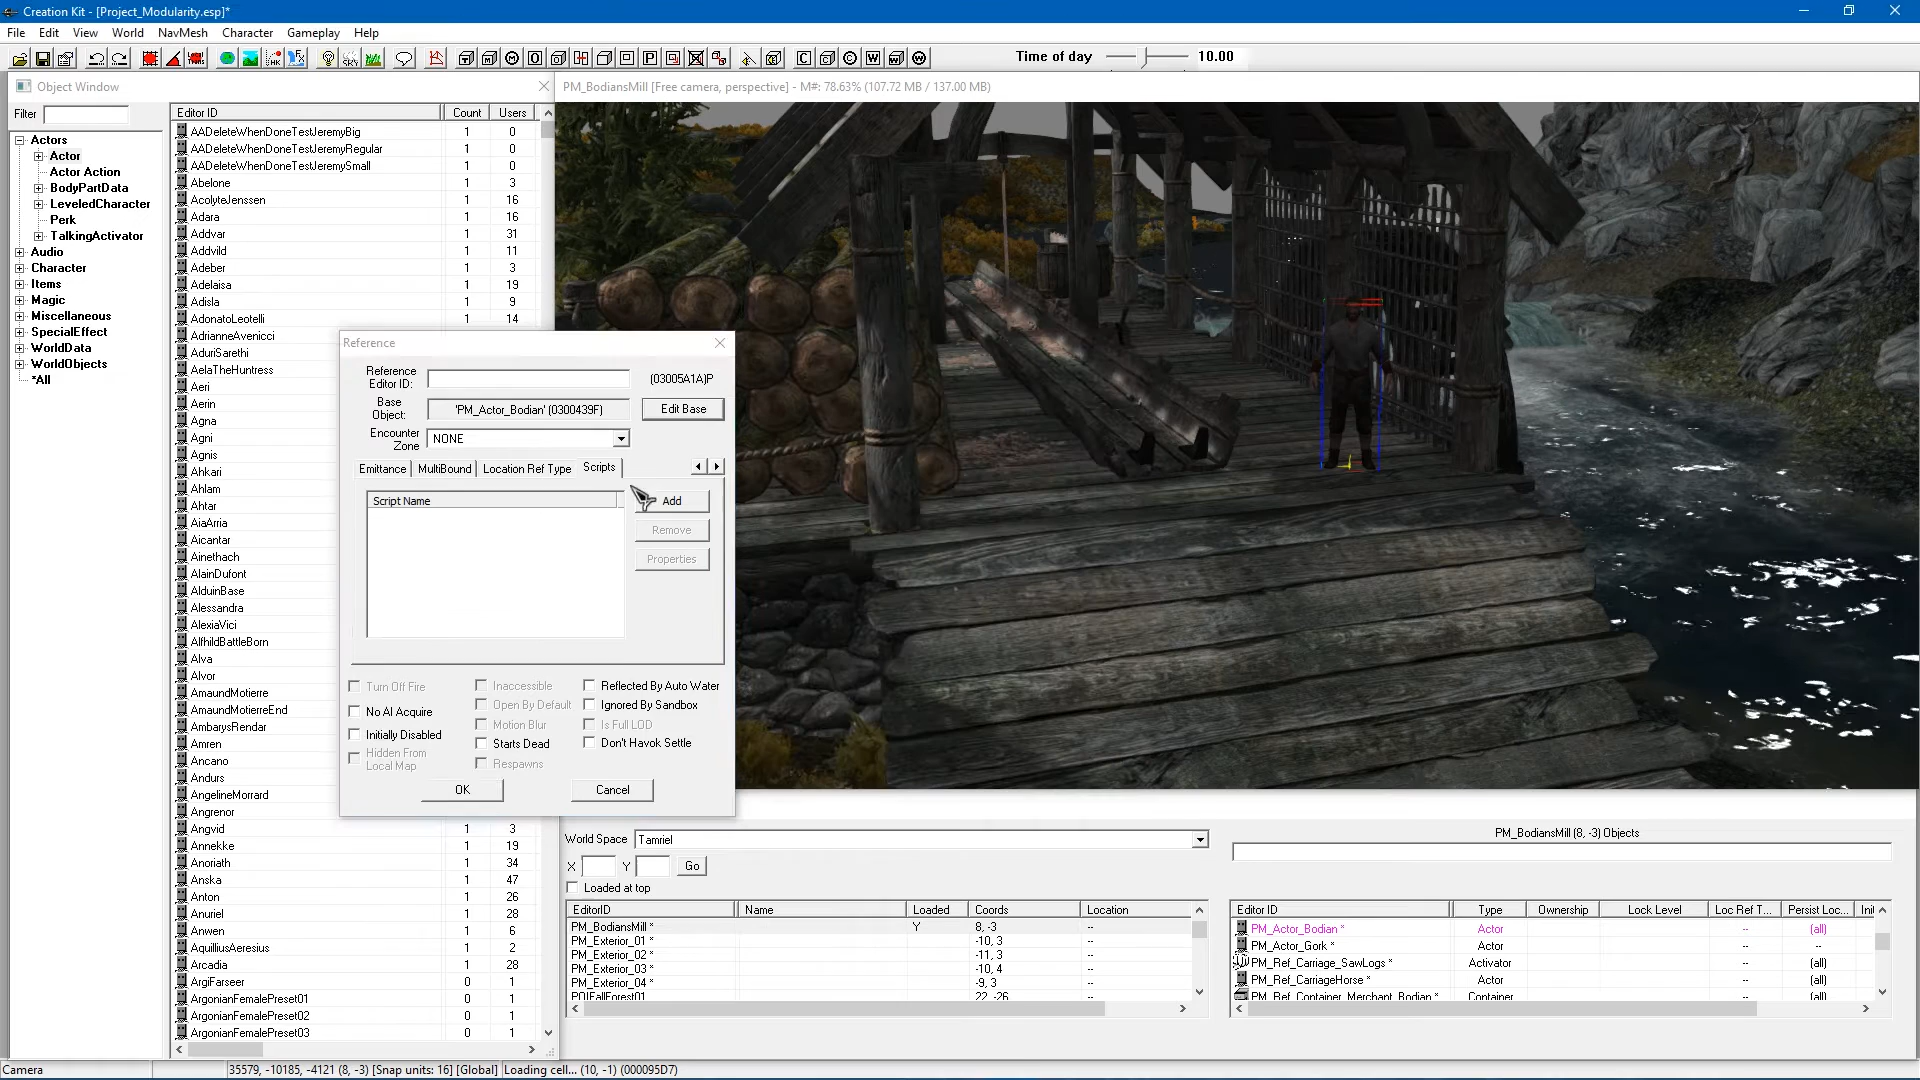 Creation Kit - [Project_Modularity.esp]*
File Edit View World NavMesh Character Gameplay Help
Time of day 10.00
Object Window
PM_BodiansMill [Free camera, perspective] - M#: 78.63% (107.72 MB / 137.00 MB)
Filter
Editor ID Count Users
Actors
Actor
Actor Action
BodyPartData
LeveledCharacter
Perk
TalkingActivator
Audio
Character
Items
Magic
Miscellaneous
SpecialEffect
WorldData
WorldObjects
*All
AADeleteWhenDoneTestJeremyBig 1 0
AADeleteWhenDoneTestJeremyRegular 1 0
AADeleteWhenDoneTestJeremySmall 1 0
Abelone 1 3
AcolyteJenssen 1 16
Adara 1 16
Addvar 1 31
Addvild 1 11
Adeber 1 3
Adelaisa 1 19
Adisla 1 9
AdonatoLeotelli 1 14
AdrianneAvenicci
AduriSarethi
AelaTheHuntress
Aeri
Aerin
Agna
Agni
Agnis
Ahkari
Ahlam
Ahtar
AiaArria
Aicantar
Ainethach
AlainDufont
AlduinBase
Alessandra
AlexiaVici
AlfhildBattleBorn
Alva
Alvor
AmaundMotierre
AmaundMotierreEnd
AmbarysRendar
Amren
Ancano
Andurs
AngelineMorrard
Angrenor
Angvid 1 3
Annekke 1 19
Anoriath 1 34
Anska 1 47
Anton 1 26
Anuriel 1 28
Anwen 1 6
AquilliusAeresius 1 2
Arcadia 1 28
ArgiFarseer 0 1
ArgonianFemalePreset01 0 1
ArgonianFemalePreset02 0 1
ArgonianFemalePreset03 0 1
Reference
Reference Editor ID: (03005A1A)P
Base Object: 'PM_Actor_Bodian' (0300439F) Edit Base
Encounter Zone NONE
Emittance MultiBound Location Ref Type Scripts
Script Name
Add
Remove
Properties
Turn Off Fire Inaccessible Reflected By Auto Water
No AI Acquire Open By Default Ignored By Sandbox
Initially Disabled Motion Blur Is Full LOD
Hidden From Local Map Starts Dead Don't Havok Settle
Respawns
OK Cancel
World Space Tamriel
X Y Go
Loaded at top
EditorID Name Loaded Coords Location
PM_BodiansMill * Y 8, -3 --
PM_Exterior_01 * -10, 3 --
PM_Exterior_02 * -11, 3 --
PM_Exterior_03 * -10, 4 --
PM_Exterior_04 * -9, 3 --
POIFallForest01 22, -26
PM_BodiansMill (8, -3) Objects
Editor ID Type Ownership Lock Level Loc Ref T... Persist Loc... Init
PM_Actor_Bodian * Actor -- (all)
PM_Actor_Gork * Actor -- --
PM_Ref_Carriage_SawLogs * Activator -- (all)
PM_Ref_CarriageHorse * Actor -- (all)
PM_Ref_Container_Merchant_Bodian * Container -- (all)
Camera 35579, -10185, -4121 (8, -3) [Snap units: 16] [Global] Loading cell... (10, -1) (000095D7)